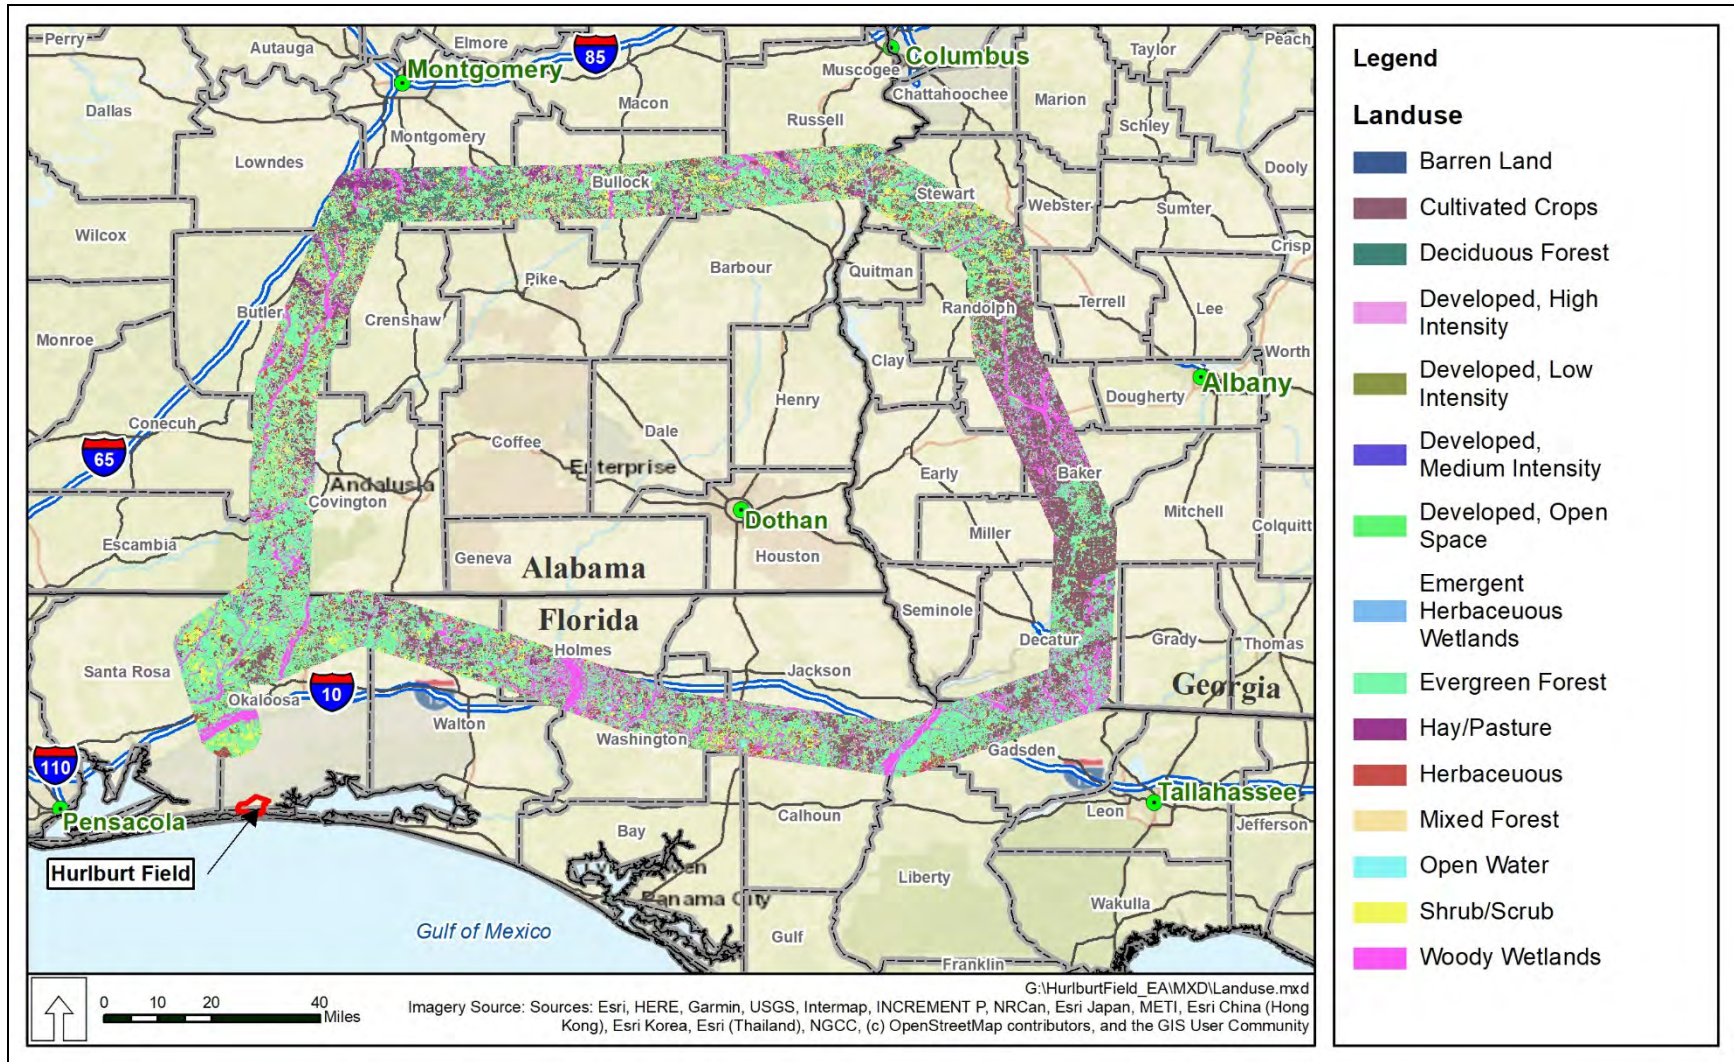 Perry
Autauga
Elmore
85
Columbus
Taylor
Peach
Montgomery
Muscogee
Chattahoochee
Marion
Dallas
Macon
Russell
Schley
Montgomery
Lowndes
Dooly
Bullock
Stewart
Webster
Sumter
Wilcox
Crisp
Barbour
Quitman
Pike
Butler
Crenshaw
Randolph
Terrell
Lee
Monroe
Clay
Worth
Albany
Dougherty
Henry
Conecuh
Coffee
Dale
65
Enterprise
Early
Baker
Andalusia
Covington
Dothan
Mitchell
Colquitt
Miller
Escambia
Geneva
Houston
Alabama
Florida
Seminole
Decatur
Grady
Thomas
Holmes
Santa Rosa
Jackson
Georgia
Okaloosa
10
Walton
Washington
Gadsden
110
Tallahassee
Pensacola
Calhoun
Leon
Jefferson
Bay
Hurlburt Field
Liberty
Panama City
Wakulla
Gulf of Mexico
Gulf
Franklin
0 10 20 40
Miles
G:\HurlburtField_EA\MXD\Landuse.mxd
Imagery Source: Sources: Esri, HERE, Garmin, USGS, Intermap, INCREMENT P, NRCan, Esri Japan, METI, Esri China (Hong
Kong), Esri Korea, Esri (Thailand), NGCC, (c) OpenStreetMap contributors, and the GIS User Community
Legend
Landuse
Barren Land
Cultivated Crops
Deciduous Forest
Developed, High
Intensity
Developed, Low
Intensity
Developed,
Medium Intensity
Developed, Open
Space
Emergent
Herbaceuous
Wetlands
Evergreen Forest
Hay/Pasture
Herbaceuous
Mixed Forest
Open Water
Shrub/Scrub
Woody Wetlands